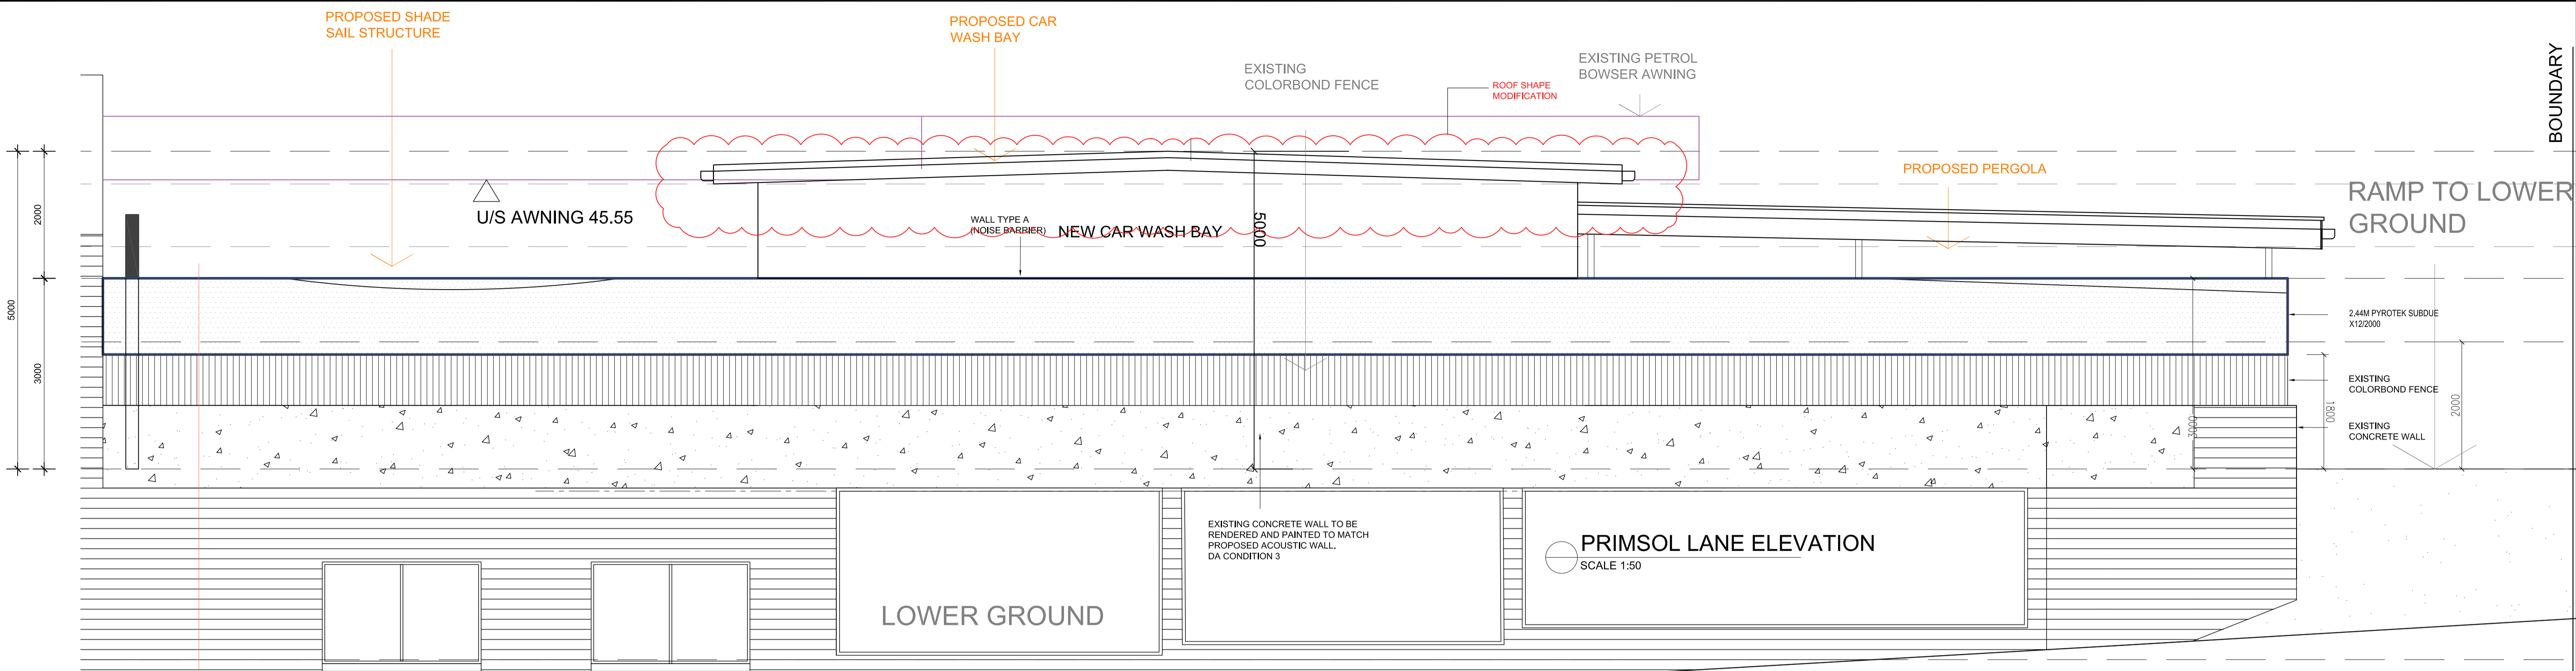 PROPOSED SHADE
SAIL STRUCTURE
PROPOSED CAR
WASH BAY
EXISTING
COLORBOND FENCE
ROOF SHAPE
MODIFICATION
EXISTING PETROL
BOWSER AWNING
BOUNDARY
PROPOSED PERGOLA
RAMP TO LOWER
GROUND
U/S AWNING 45.55
WALL TYPE A
(NOISE BARRIER)
NEW CAR WASH BAY
5000
2000
5000
3000
2,44M PYROTEK SUBDUE
X12/2000
EXISTING
COLORBOND FENCE
EXISTING
CONCRETE WALL
1800
2000
3000
EXISTING CONCRETE WALL TO BE
RENDERED AND PAINTED TO MATCH
PROPOSED ACOUSTIC WALL.
DA CONDITION 3
PRIMSOL LANE ELEVATION
SCALE 1:50
LOWER GROUND